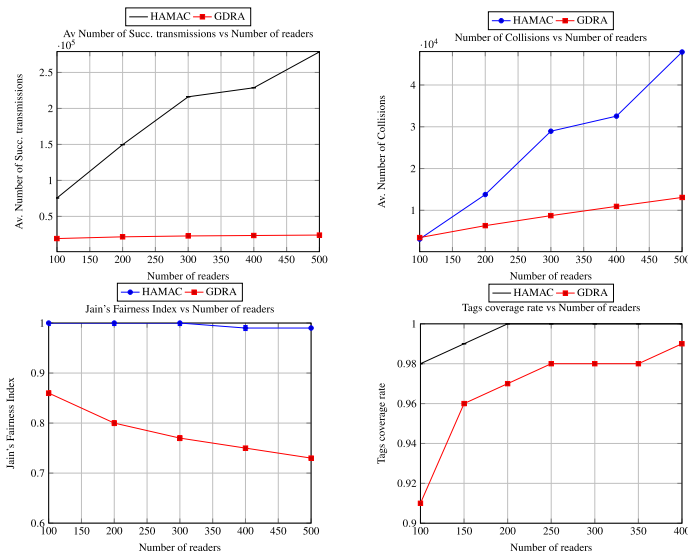 HAMAC GDRA
Av Number of Succ. transmissions vs Number of readers
·10⁵
2.5
2
1.5
1
0.5
Av. Number of Succ. transmissions
100 150 200 250 300 350 400 450 500
Number of readers
HAMAC GDRA
Number of Collisions vs Number of readers
·10⁴
4
3
2
1
Av. Number of Collisions
100 150 200 250 300 350 400 450 500
Number of readers
HAMAC GDRA
Jain's Fairness Index vs Number of readers
1
0.9
0.8
0.7
0.6
Jain's Fairness Index
100 150 200 250 300 350 400 450 500
Number of readers
HAMAC GDRA
Tags coverage rate vs Number of readers
1
0.98
0.96
0.94
0.92
0.9
Tags coverage rate
100 150 200 250 300 350 400
Number of readers